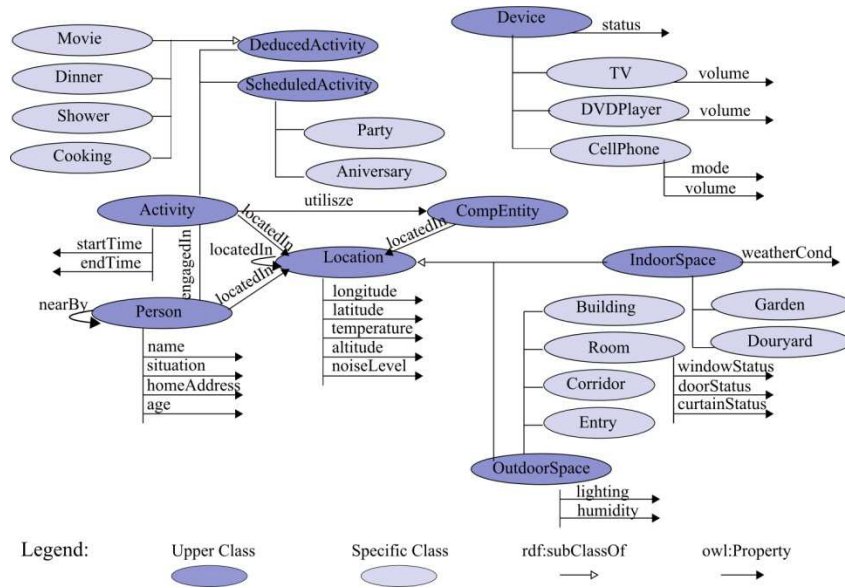 Movie
Dinner
Shower
Cooking
DeducedActivity
ScheduledActivity
Party
Aniversary
Device
status
TV
volume
DVDPlayer
volume
CellPhone
mode
volume
Activity
utilisze
CompEntity
startTime
endTime
engagedIn
locatedIn
locatedIn
locatedIn
locatedIn
Location
longitude
latitude
temperature
altitude
noiseLevel
nearBy
Person
name
situation
homeAddress
age
IndoorSpace
weatherCond
Garden
Douryard
Building
Room
windowStatus
doorStatus
curtainStatus
Corridor
Entry
OutdoorSpace
lighting
humidity
Legend:
Upper Class
Specific Class
rdf:subClassOf
owl:Property